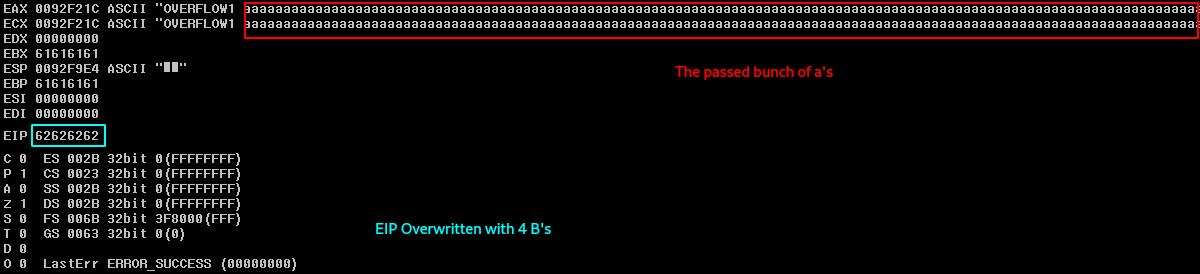 EAX 0092F21C ASCII "OVERFLOW1 aaaaaaaaaaaaaaaaaaaaaaaaaaaaaaaaaaaaaaaaaaaaaaaaaaaaaaaaaaaaaaaaaaaaaaaaaaaaaaaaaaaaaaaaaaaaaaaaaaaaaaaaaaaaaaaaaaa
ECX 0092F21C ASCII "OVERFLOW1 aaaaaaaaaaaaaaaaaaaaaaaaaaaaaaaaaaaaaaaaaaaaaaaaaaaaaaaaaaaaaaaaaaaaaaaaaaaaaaaaaaaaaaaaaaaaaaaaaaaaaaaaaaaaaaaaaaa
EDX 00000000
EBX 61616161
ESP 0092F9E4 ASCII "██"
The passed bunch of a's
EBP 61616161
ESI 00000000
EDI 00000000
EIP 62626262
C 0 ES 002B 32bit 0(FFFFFFFF)
P 1 CS 0023 32bit 0(FFFFFFFF)
A 0 SS 002B 32bit 0(FFFFFFFF)
Z 1 DS 002B 32bit 0(FFFFFFFF)
S 0 FS 006B 32bit 3F8000(FFF)
T 0 GS 0063 32bit 0(0)
EIP Overwritten with 4 B's
D 0
O 0 LastErr ERROR_SUCCESS (00000000)